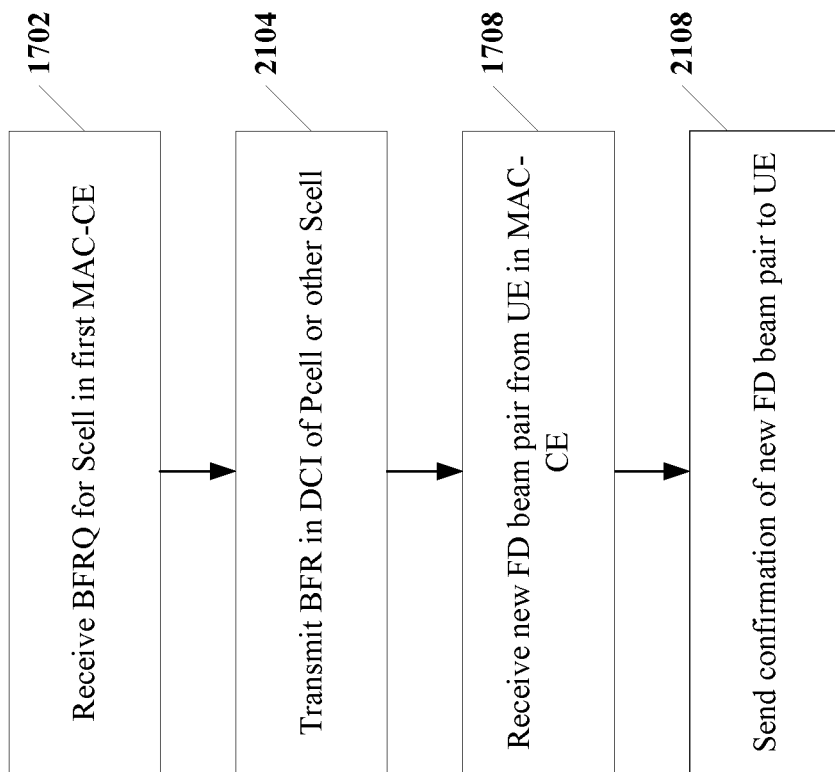 Receive BFRQ for Scell in first MAC-CE
1702
Transmit BFR in DCI of Pcell or other Scell
2104
Receive new FD beam pair from UE in MAC-
CE
1708
Send confirmation of new FD beam pair to UE
2108